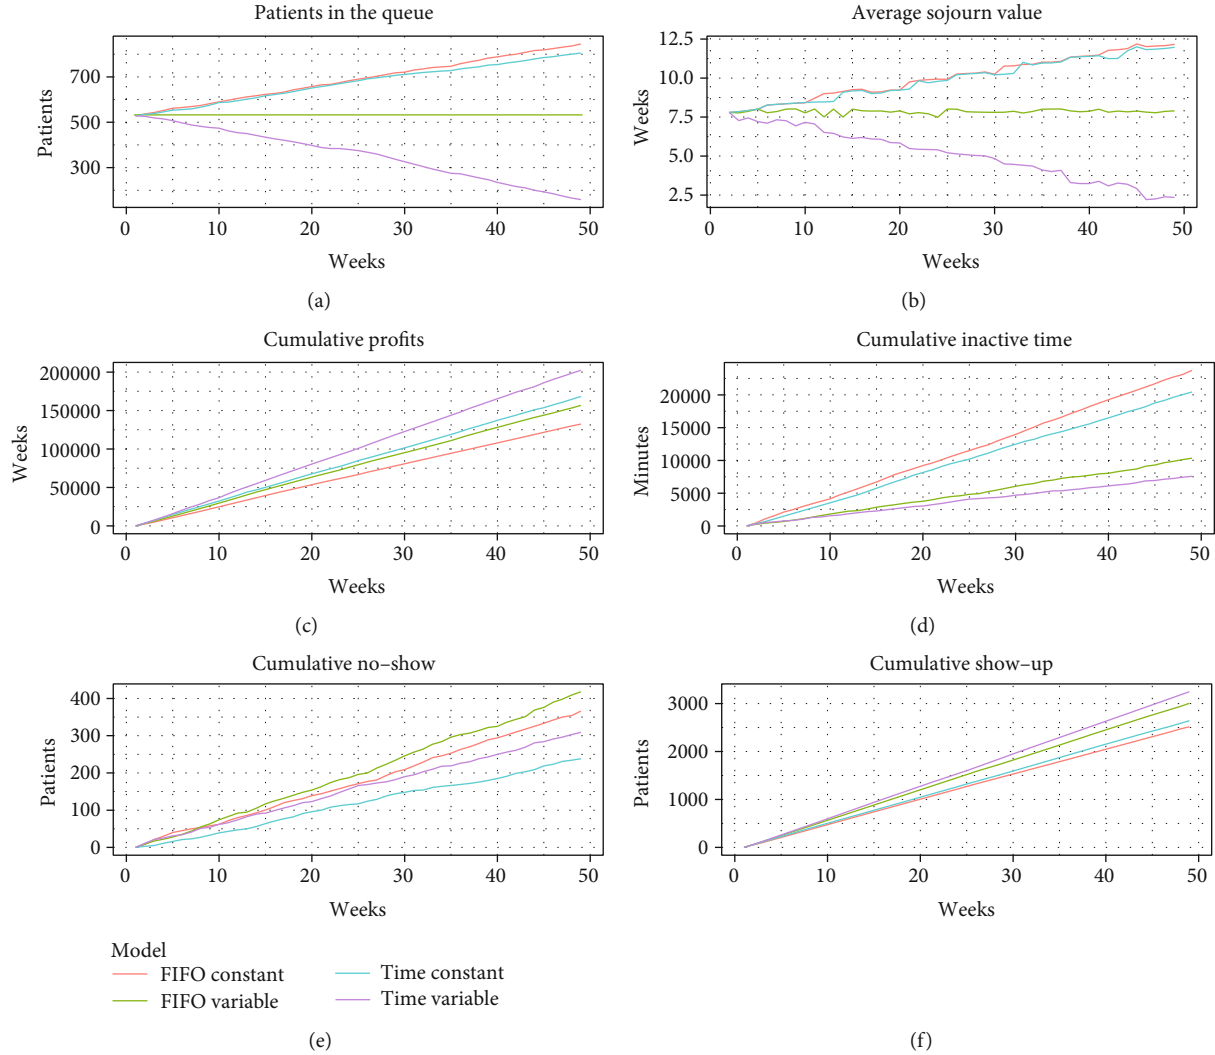 Patients in the queue
Patients
700
500
300
0 10 20 30 40 50
Weeks
(a)
Average sojourn value
Weeks
12.5
10.0
7.5
5.0
2.5
0 10 20 30 40 50
Weeks
(b)
Cumulative profits
Weeks
200000
150000
100000
50000
0
0 10 20 30 40 50
Weeks
(c)
Cumulative inactive time
Minutes
20000
15000
10000
5000
0
0 10 20 30 40 50
Weeks
(d)
Cumulative no–show
Patients
400
300
200
100
0
0 10 20 30 40 50
Weeks
Model
FIFO constant
FIFO variable
Time constant
Time variable
(e)
Cumulative show–up
Patients
3000
2000
1000
0
0 10 20 30 40 50
Weeks
(f)